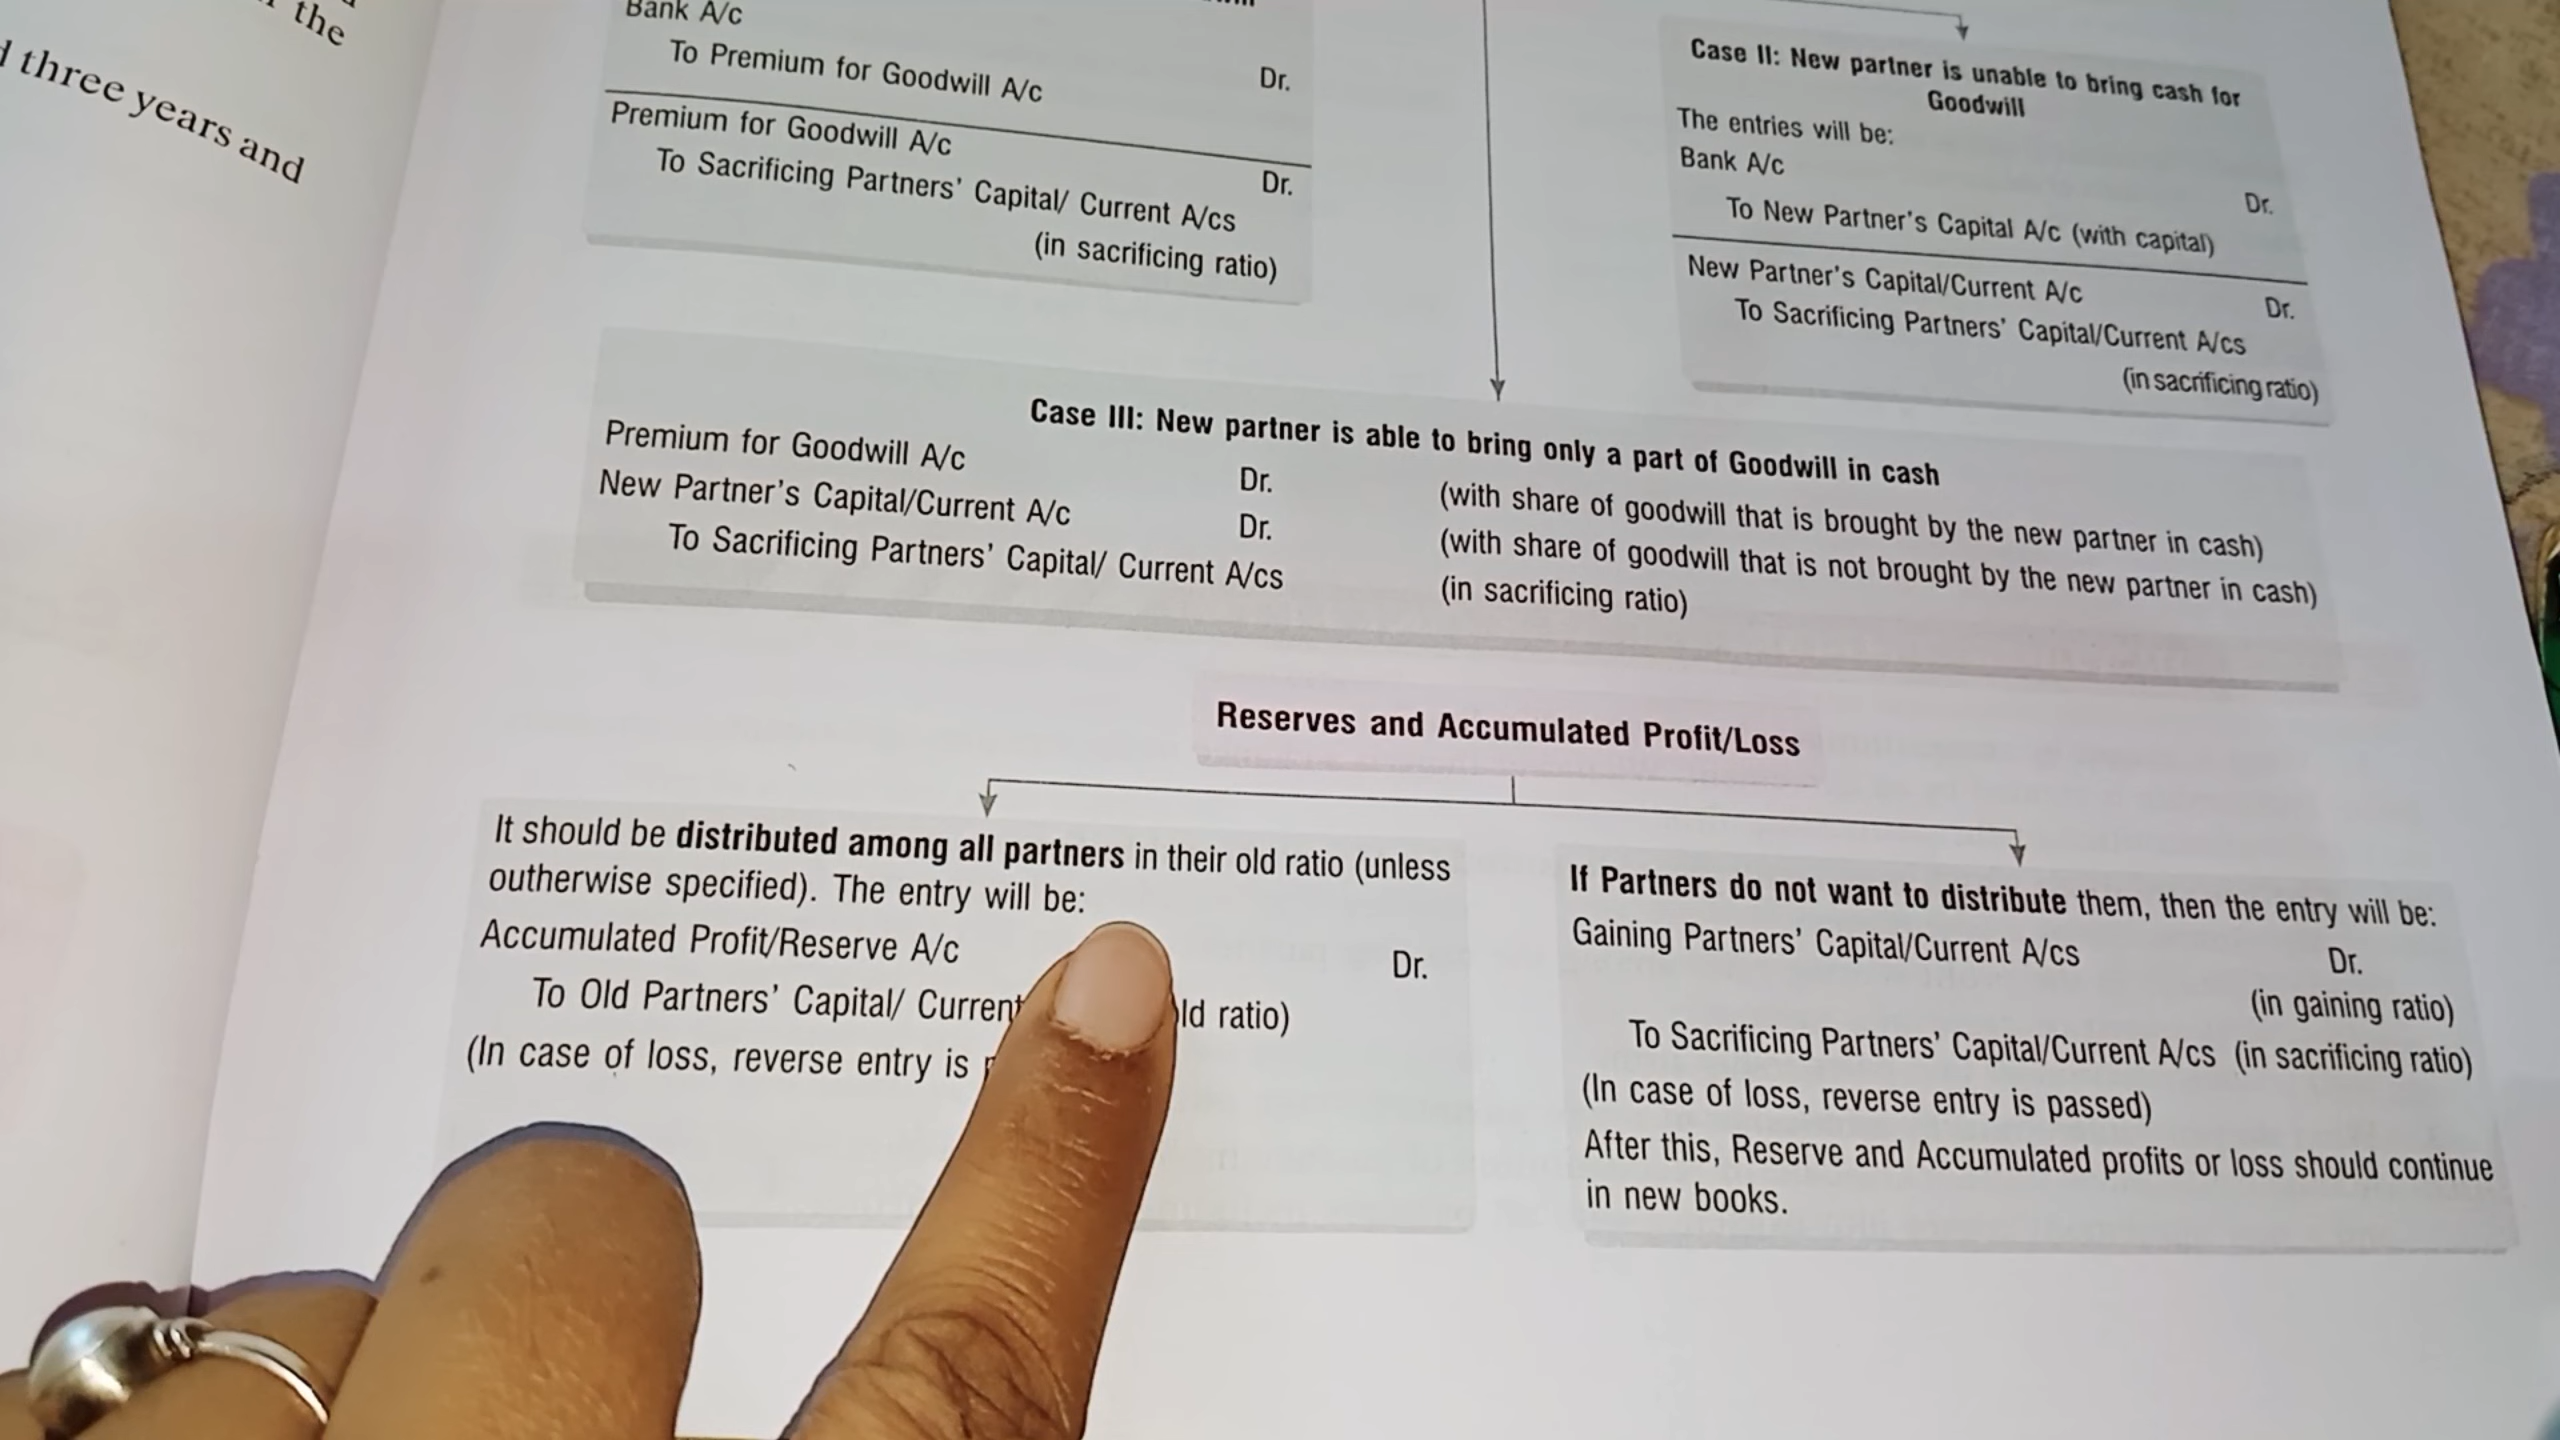 the
three years and
Bank A/c Dr.
To Premium for Goodwill A/c
Premium for Goodwill A/c Dr.
To Sacrificing Partners' Capital/ Current A/cs
(in sacrificing ratio)
Case II: New partner is unable to bring cash for
Goodwill
The entries will be:
Bank A/c Dr.
To New Partner's Capital A/c (with capital)
New Partner's Capital/Current A/c Dr.
To Sacrificing Partners' Capital/Current A/cs
(in sacrificing ratio)
Case III: New partner is able to bring only a part of Goodwill in cash
Premium for Goodwill A/c Dr. (with share of goodwill that is brought by the new partner in cash)
New Partner's Capital/Current A/c Dr. (with share of goodwill that is not brought by the new partner in cash)
To Sacrificing Partners' Capital/ Current A/cs (in sacrificing ratio)
Reserves and Accumulated Profit/Loss
It should be distributed among all partners in their old ratio (unless
outherwise specified). The entry will be:
Accumulated Profit/Reserve A/c Dr.
To Old Partners' Capital/ Current ratio)
(In case of loss, reverse entry is
If Partners do not want to distribute them, then the entry will be:
Gaining Partners' Capital/Current A/cs Dr.
(in gaining ratio)
To Sacrificing Partners' Capital/Current A/cs (in sacrificing ratio)
(In case of loss, reverse entry is passed)
After this, Reserve and Accumulated profits or loss should continue
in new books.